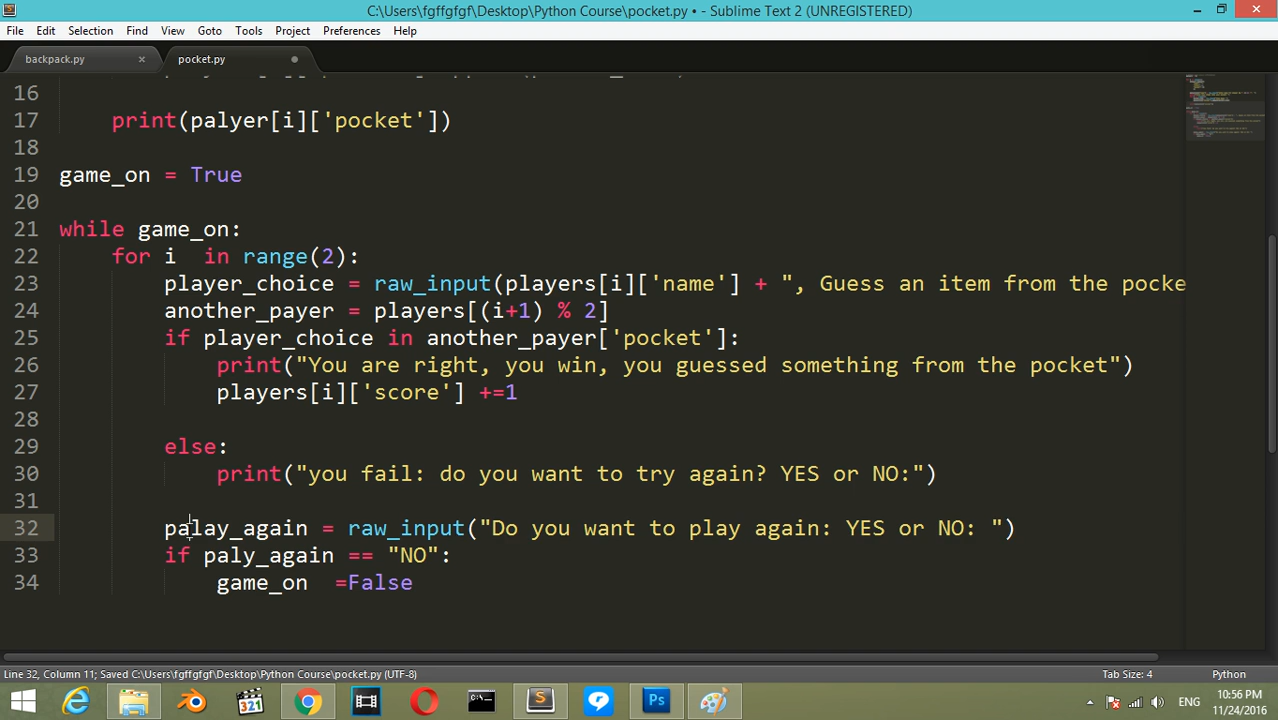 C:\Users\fgffgfgf\Desktop\Python Course\pocket.py • - Sublime Text 2 (UNREGISTERED)
File Edit Selection Find View Goto Tools Project Preferences Help
backpack.py × pocket.py
16
17 print(palyer[i]['pocket'])
18
19 game_on = True
20
21 while game_on:
22 for i in range(2):
23 player_choice = raw_input(players[i]['name'] + ", Guess an item from the pocke
24 another_payer = players[(i+1) % 2]
25 if player_choice in another_payer['pocket']:
26 print("You are right, you win, you guessed something from the pocket")
27 players[i]['score'] +=1
28
29 else:
30 print("you fail: do you want to try again? YES or NO:")
31
32 palay_again = raw_input("Do you want to play again: YES or NO: ")
33 if paly_again == "NO":
34 game_on =False
Line 32, Column 11; Saved C:\Users\fgffgfgf\Desktop\Python Course\pocket.py (UTF-8) Tab Size: 4 Python
321 ENG 10:56 PM
11/24/2016